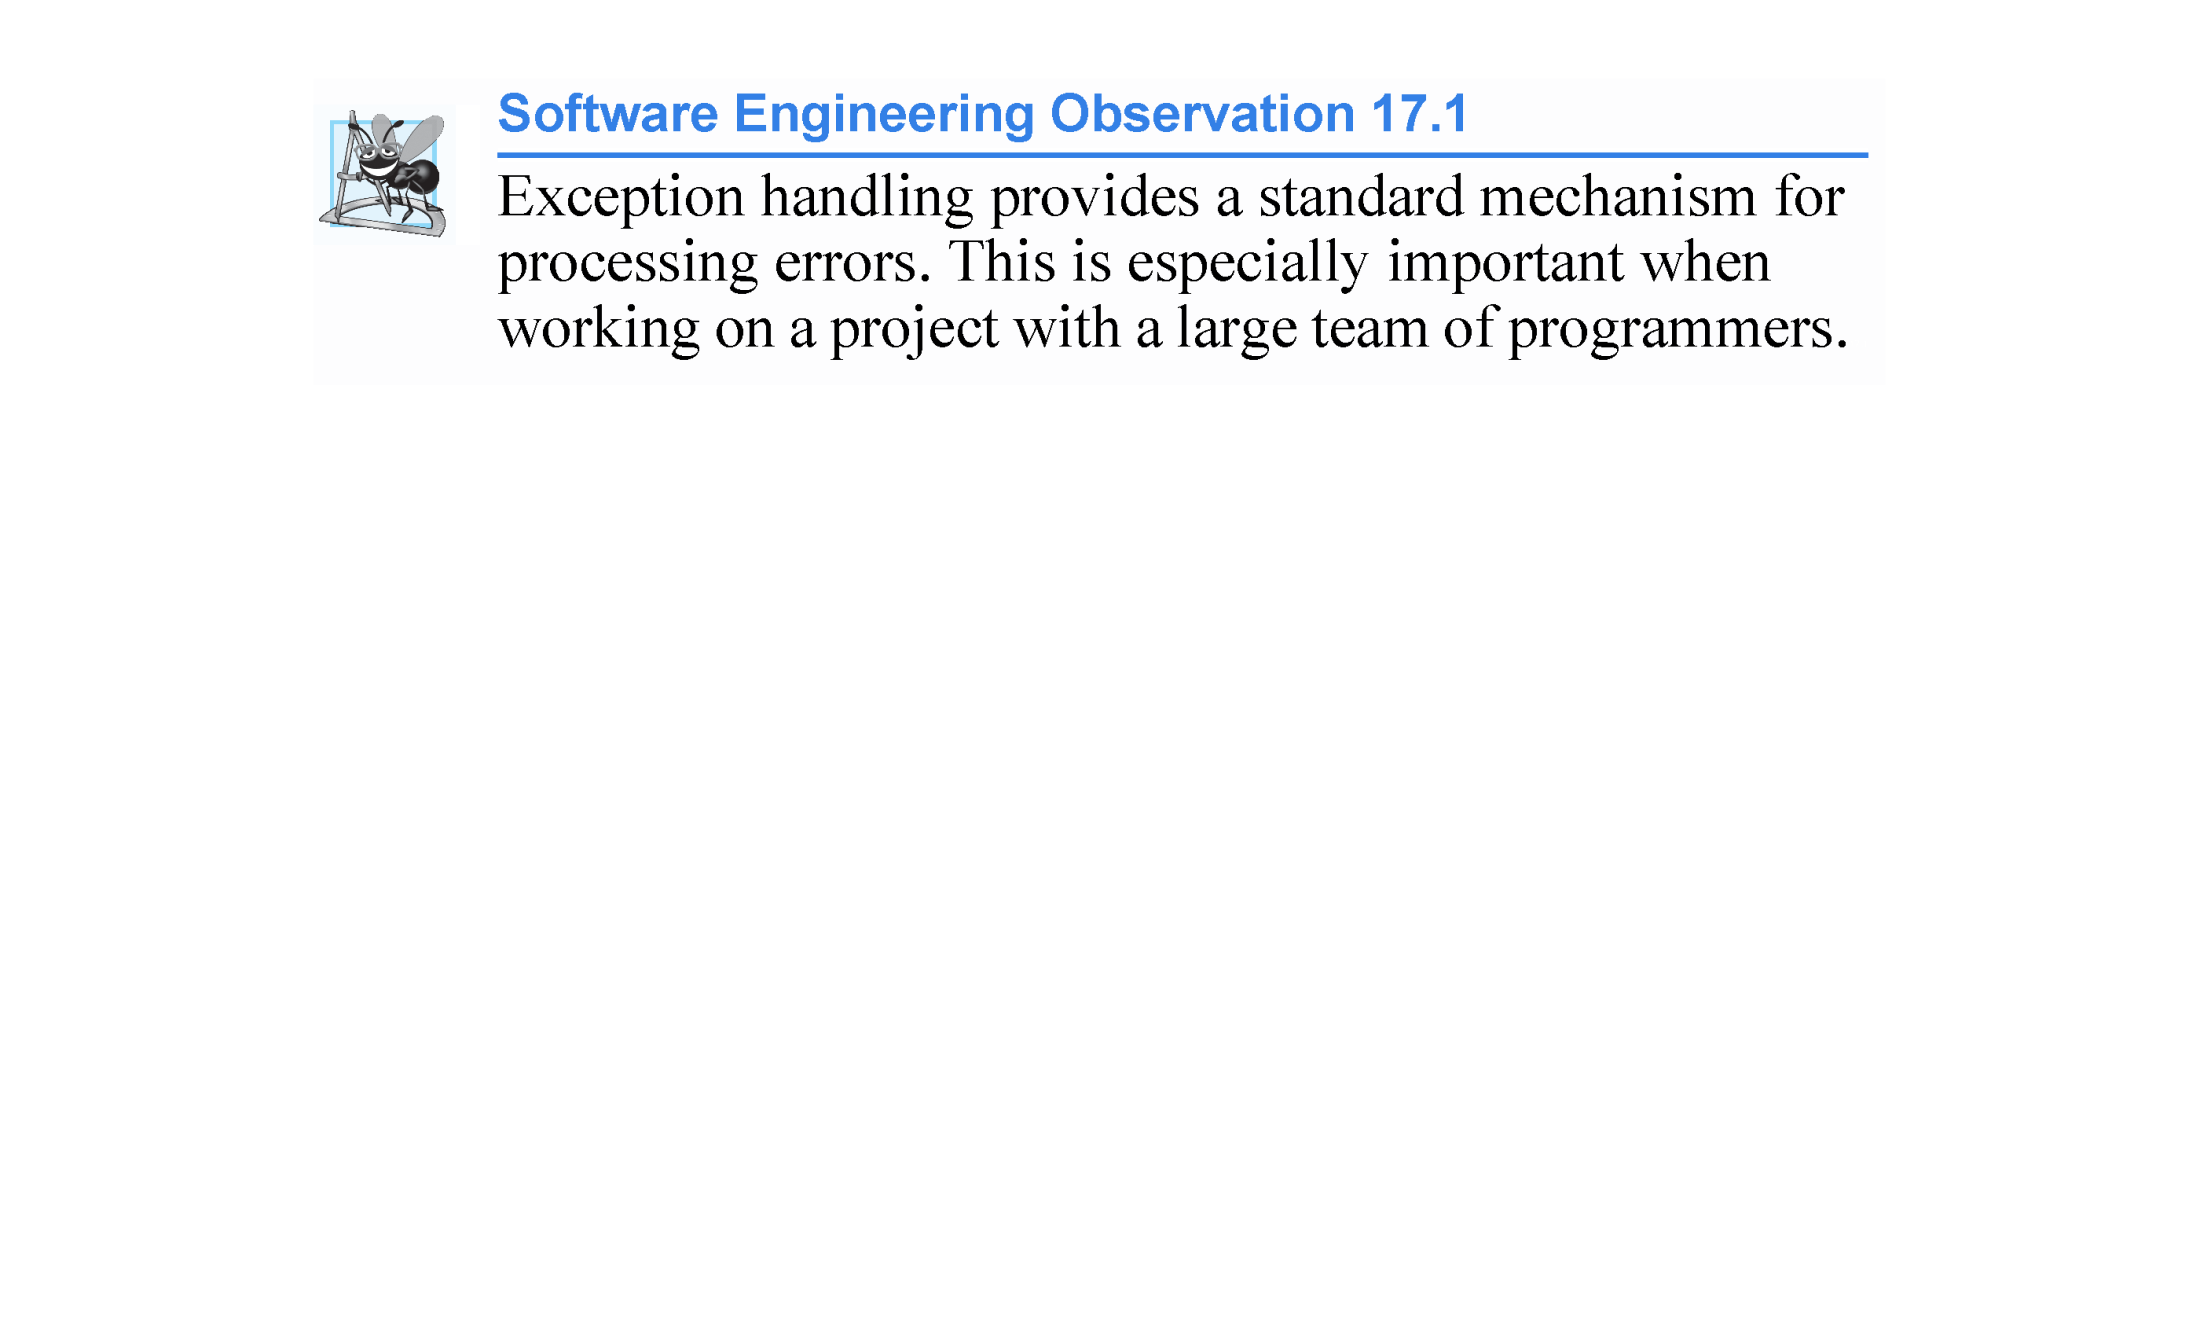 Software Engineering Observation 17.1
Exception handling provides a standard mechanism for
processing errors. This is especially important when
working on a project with a large team of programmers.